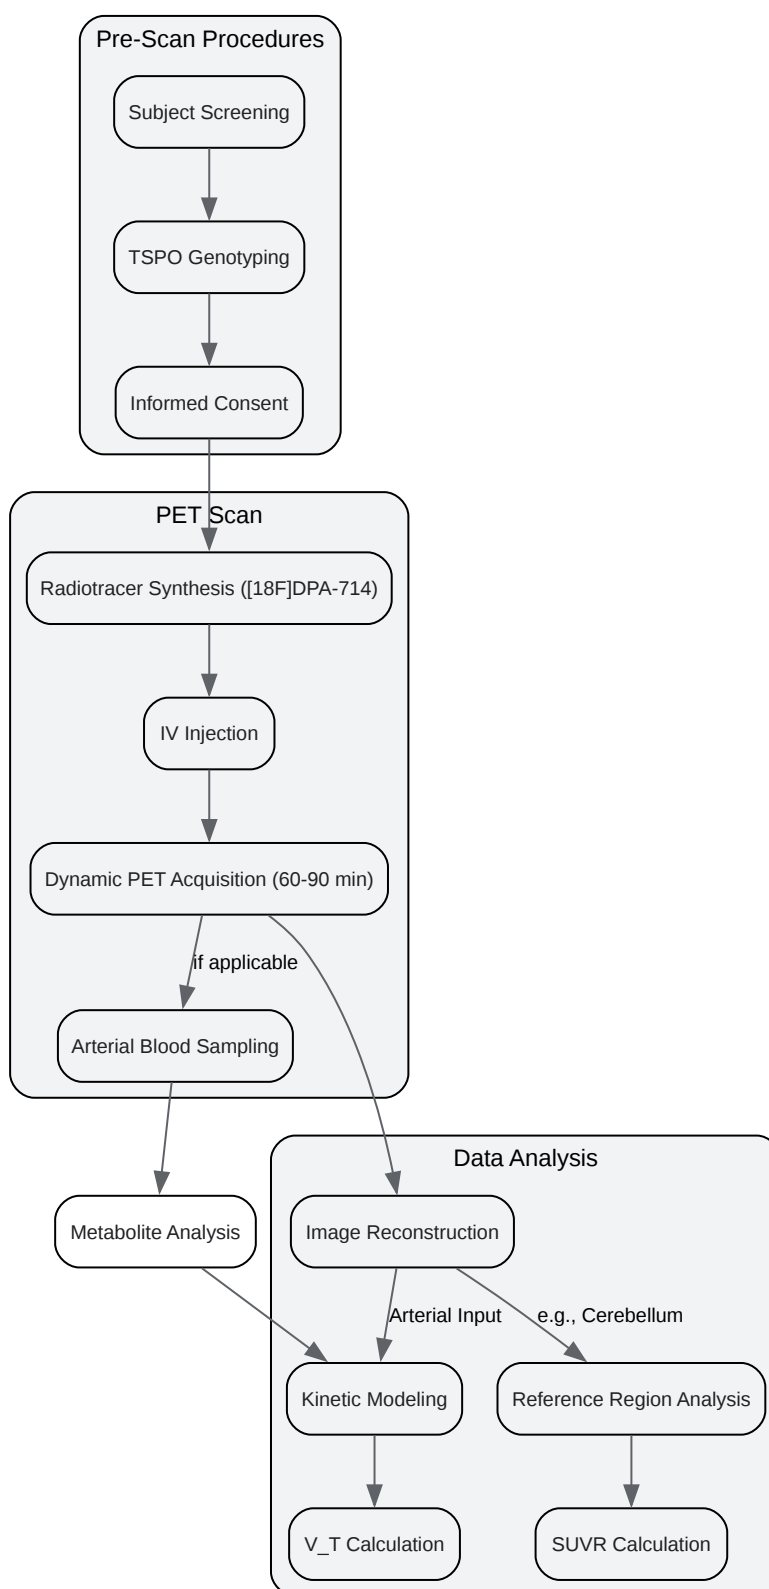 Pre-Scan Procedures
Subject Screening
TSPO Genotyping
Informed Consent
PET Scan
Radiotracer Synthesis ([18F]DPA-714)
IV Injection
Dynamic PET Acquisition (60-90 min)
if applicable
Arterial Blood Sampling
Data Analysis
Metabolite Analysis
Image Reconstruction
Arterial Input
e.g., Cerebellum
Kinetic Modeling
Reference Region Analysis
V_T Calculation
SUVR Calculation